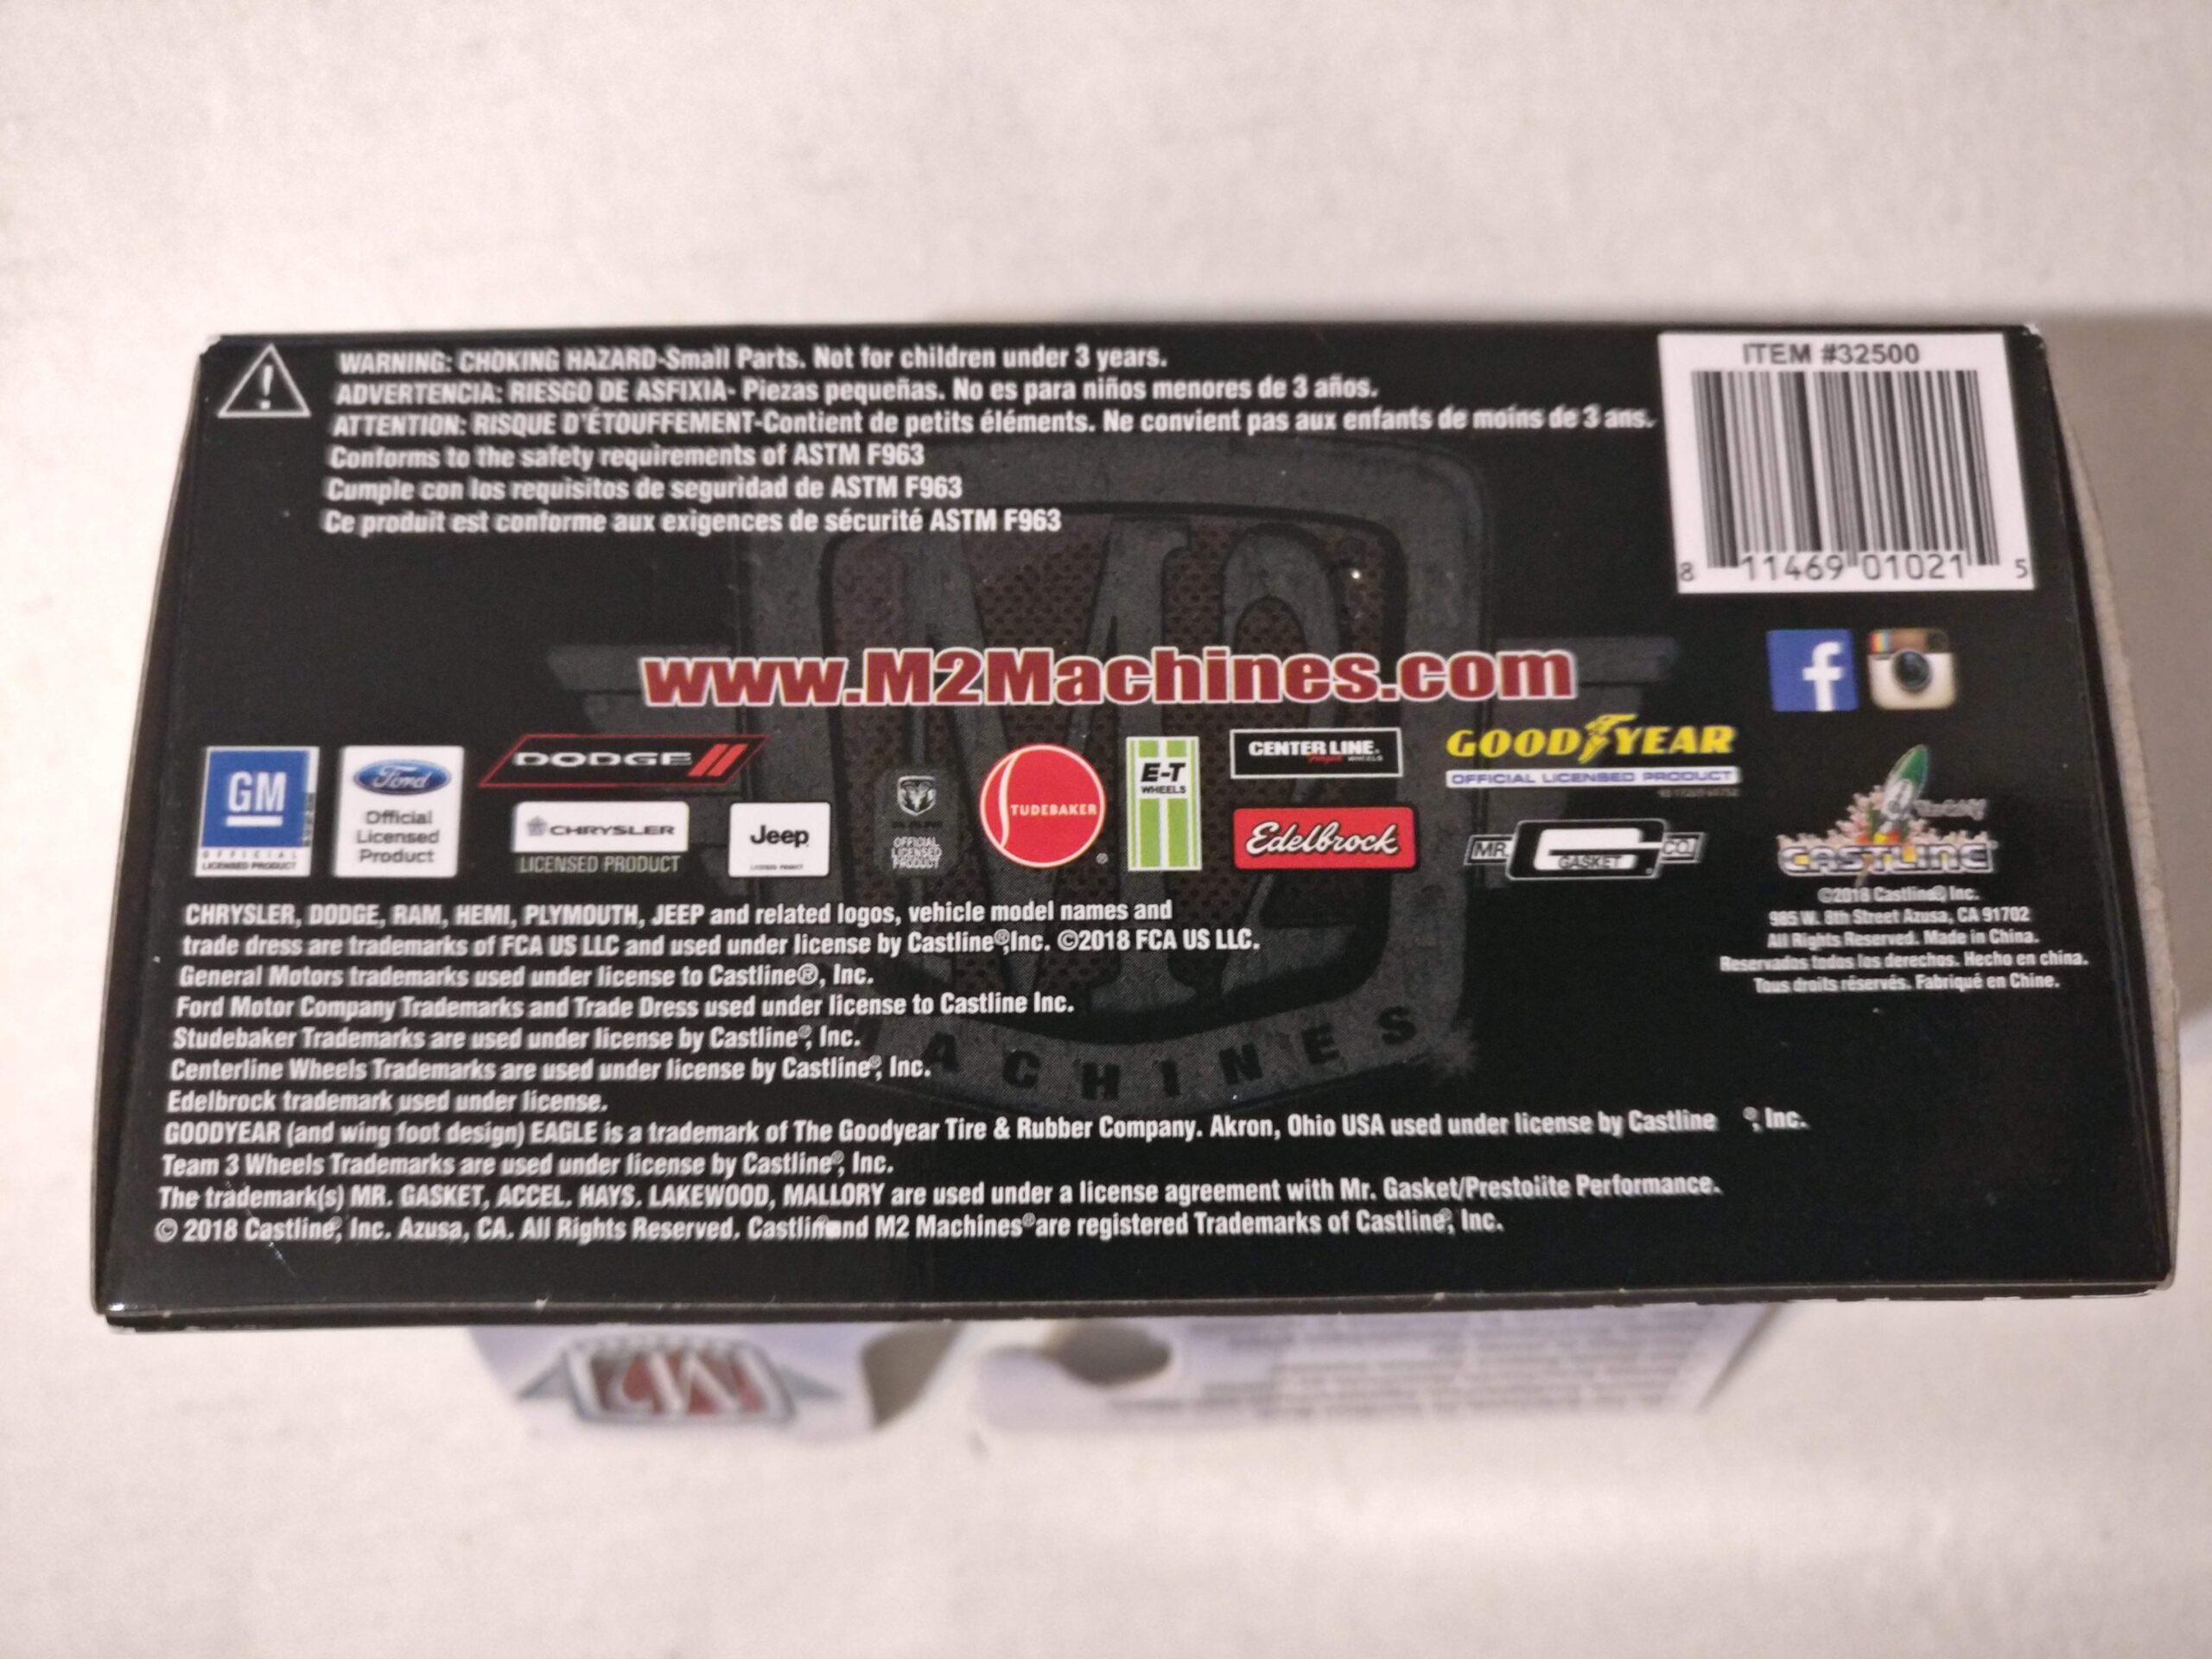 WARNING: CHOKING HAZARD-Small Parts. Not for children under 3 years.
ADVERTENCIA: RIESGO DE ASFIXIA- Piezas pequeñas. No es para niños menores de 3 años.
ATTENTION: RISQUE D'ÉTOUFFEMENT-Contient de petits éléments. Ne convient pas aux enfants de moins de 3 ans.
Conforms to the safety requirements of ASTM F963
Cumple con los requisitos de seguridad de ASTM F963
Ce produit est conforme aux exigences de sécurité ASTM F963
ITEM #32500
8 11469 01021 5
M2
MACHINES
www.M2Machines.com
f
GM
OFFICIAL
LICENSED PRODUCT
Ford
Official
Licensed
Product
DODGE
CHRYSLER
LICENSED PRODUCT
Jeep
LICENSED PRODUCT
RAM
OFFICIAL
LICENSED
PRODUCT
STUDEBAKER ®
E-T
WHEELS
CENTER LINE.
WHEELS
Edelbrock
GOODYEAR
OFFICIAL LICENSED PRODUCT
MR. GASKET CO.
CASTLINE
©2018 Castline® Inc.
985 W. 8th Street Azusa, CA 91702
All Rights Reserved. Made in China.
Reservados todos los derechos. Hecho en china.
Tous droits réservés. Fabriqué en Chine.
CHRYSLER, DODGE, RAM, HEMI, PLYMOUTH, JEEP and related logos, vehicle model names and
trade dress are trademarks of FCA US LLC and used under license by Castline®,Inc. ©2018 FCA US LLC.
General Motors trademarks used under license to Castline®, Inc.
Ford Motor Company Trademarks and Trade Dress used under license to Castline Inc.
Studebaker Trademarks are used under license by Castline®, Inc.
Centerline Wheels Trademarks are used under license by Castline®, Inc.
Edelbrock trademark used under license.
GOODYEAR (and wing foot design) EAGLE is a trademark of The Goodyear Tire & Rubber Company. Akron, Ohio USA used under license by Castline ®, Inc.
Team 3 Wheels Trademarks are used under license by Castline®, Inc.
The trademark(s) MR. GASKET, ACCEL. HAYS. LAKEWOOD, MALLORY are used under a license agreement with Mr. Gasket/Prestolite Performance.
© 2018 Castline®, Inc. Azusa, CA. All Rights Reserved. Castline®and M2 Machines®are registered Trademarks of Castline®, Inc.